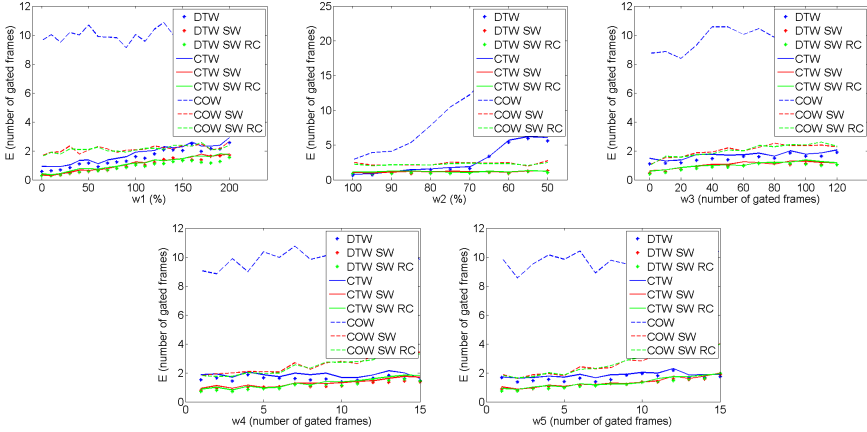 E (number of gated frames)
12
10
8
6
4
2
0
0
50
100
150
200
w1 (%)
DTW
DTW SW
DTW SW RC
CTW
CTW SW
CTW SW RC
COW
COW SW
COW SW RC
E (number of gated frames)
25
20
15
10
5
0
100
90
80
70
60
50
w2 (%)
DTW
DTW SW
DTW SW RC
CTW
CTW SW
CTW SW RC
COW
COW SW
COW SW RC
E (number of gated frames)
12
10
8
6
4
2
0
0
20
40
60
80
100
120
w3 (number of gated frames)
DTW
DTW SW
DTW SW RC
CTW
CTW SW
CTW SW RC
COW
COW SW
COW SW RC
E (number of gated frames)
12
10
8
6
4
2
0
0
5
10
15
w4 (number of gated frames)
DTW
DTW SW
DTW SW RC
CTW
CTW SW
CTW SW RC
COW
COW SW
COW SW RC
E (number of gated frames)
12
10
8
6
4
2
0
0
5
10
15
w5 (number of gated frames)
DTW
DTW SW
DTW SW RC
CTW
CTW SW
CTW SW RC
COW
COW SW
COW SW RC